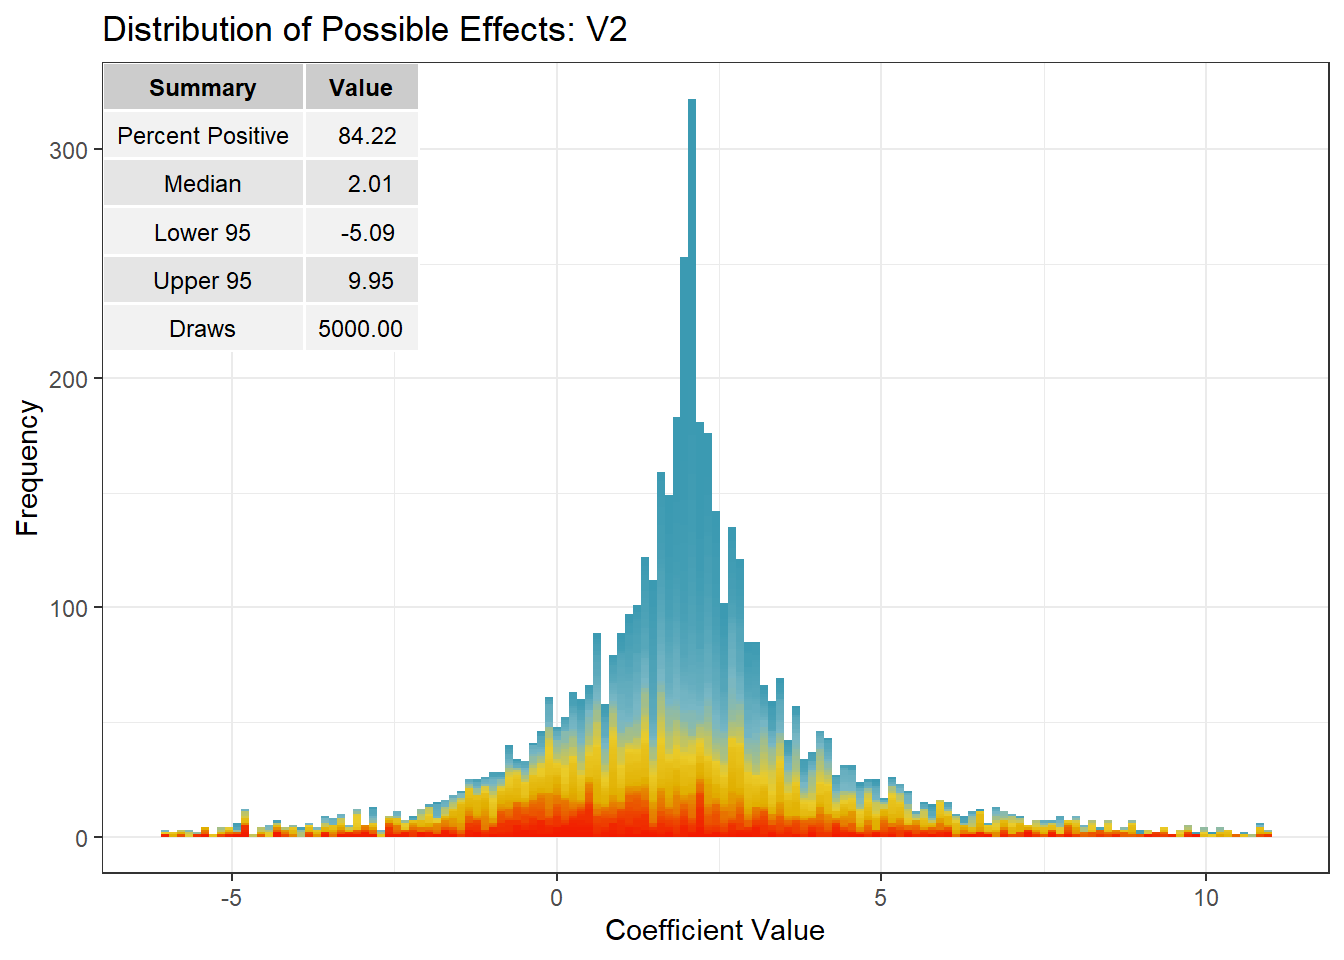 Distribution of Possible Effects: V2
Summary Value
Percent Positive 84.22
Median 2.01
Lower 95 -5.09
Upper 95 9.95
Draws 5000.00
300
200
100
0
Frequency
-5 0 5 10
Coefficient Value